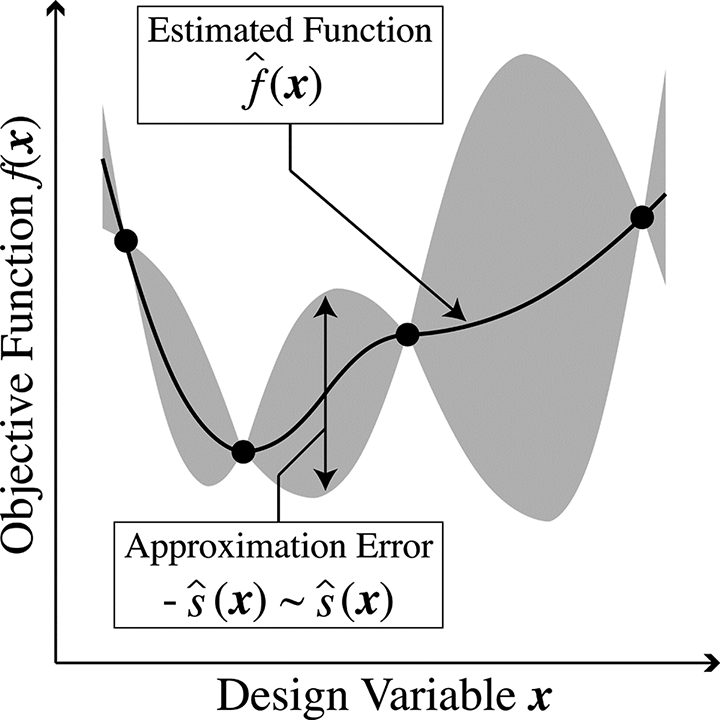 Estimated Function
f̂(x)
Objective Function f(x)
Approximation Error
- ŝ (x) ~ ŝ (x)
Design Variable x